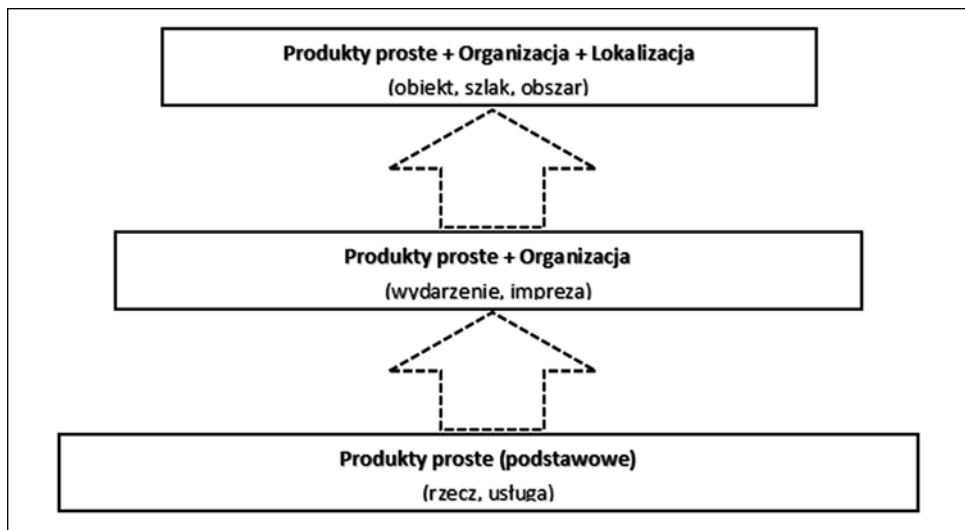 Produkty proste + Organizacja + Lokalizacja
(obiekt, szlak, obszar)
Produkty proste + Organizacja
(wydarzenie, impreza)
Produkty proste (podstawowe)
(rzecz, usługa)